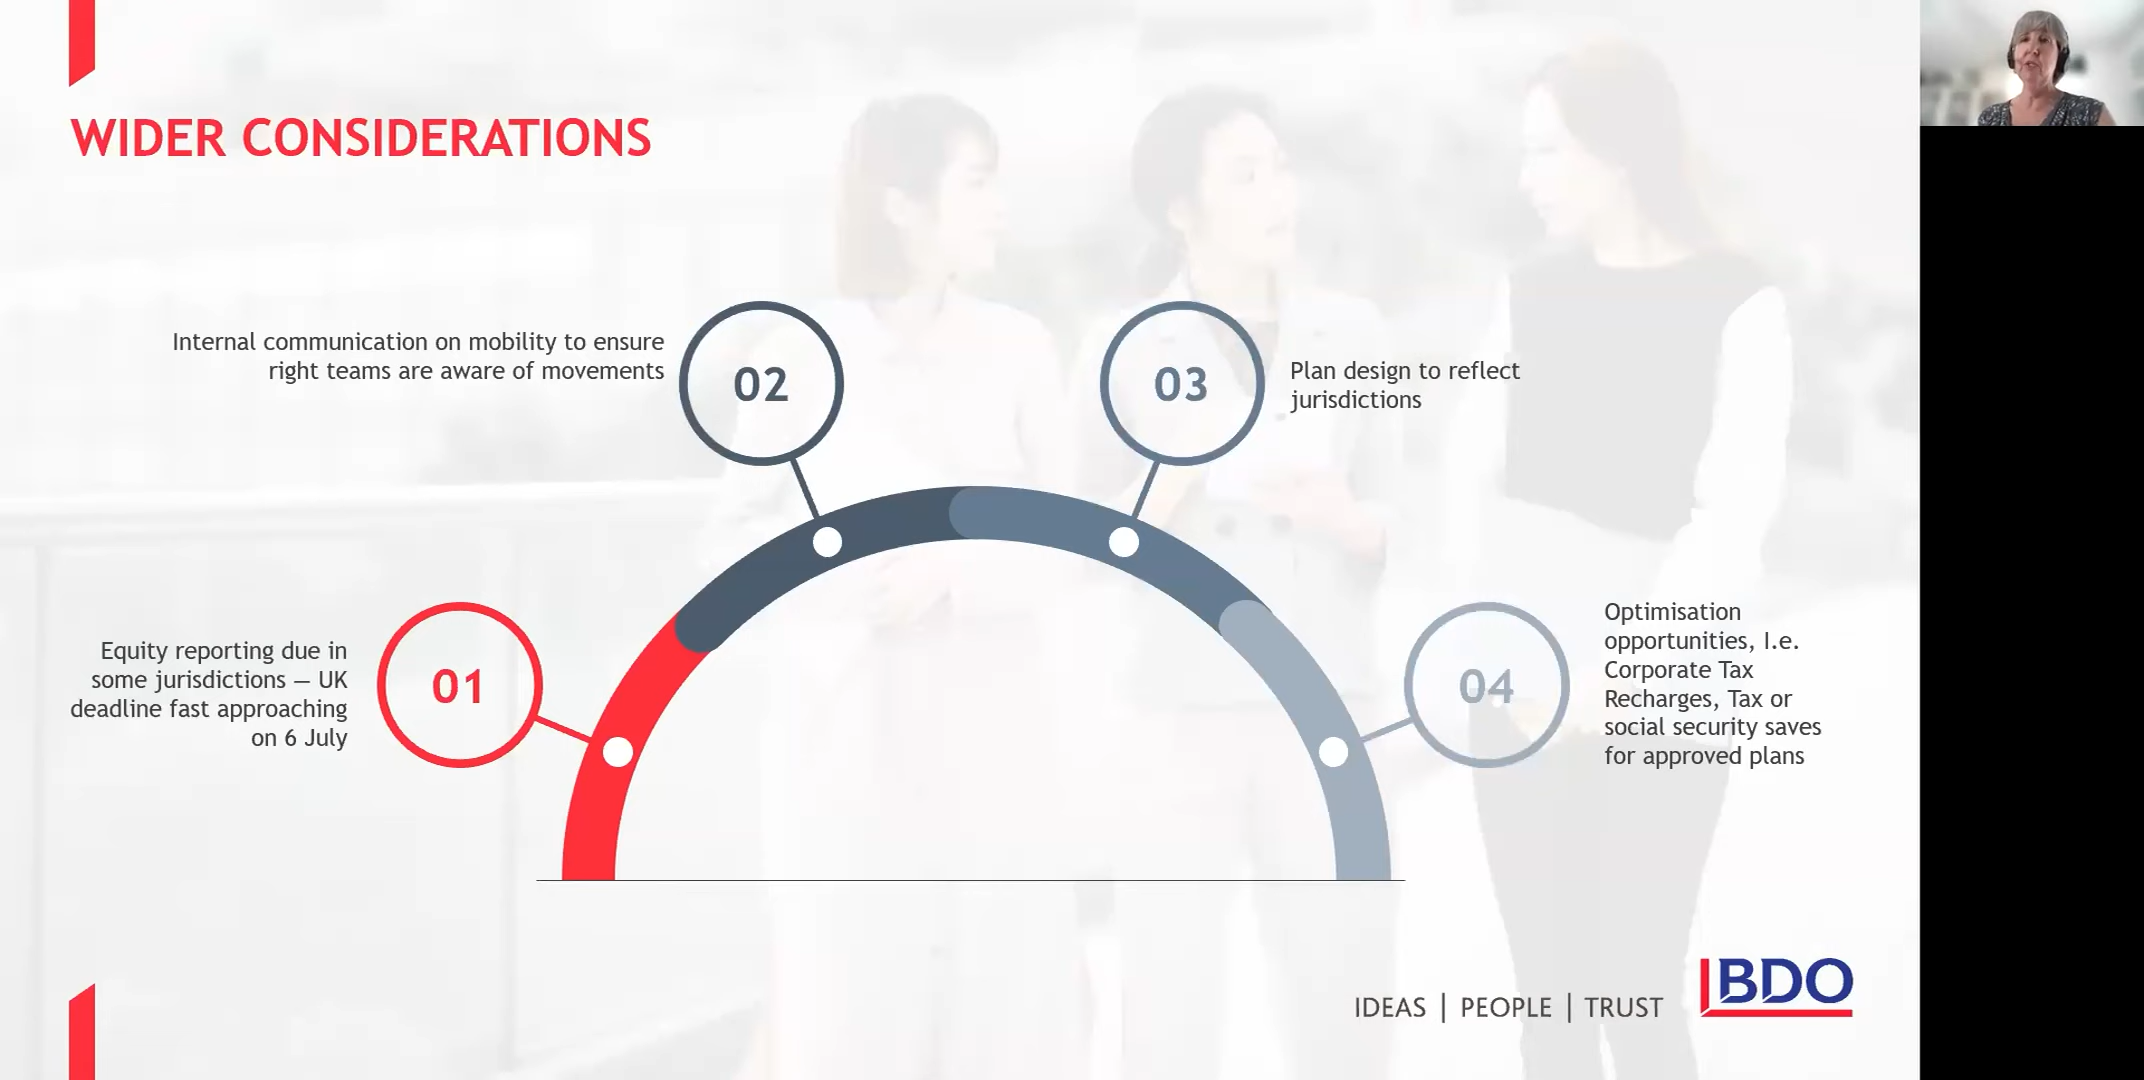 WIDER CONSIDERATIONS
Internal communication on mobility to ensure
right teams are aware of movements
02
03
Plan design to reflect
jurisdictions
Equity reporting due in
some jurisdictions — UK
deadline fast approaching
on 6 July
01
04
Optimisation
opportunities, I.e.
Corporate Tax
Recharges, Tax or
social security saves
for approved plans
IDEAS | PEOPLE | TRUST
BDO